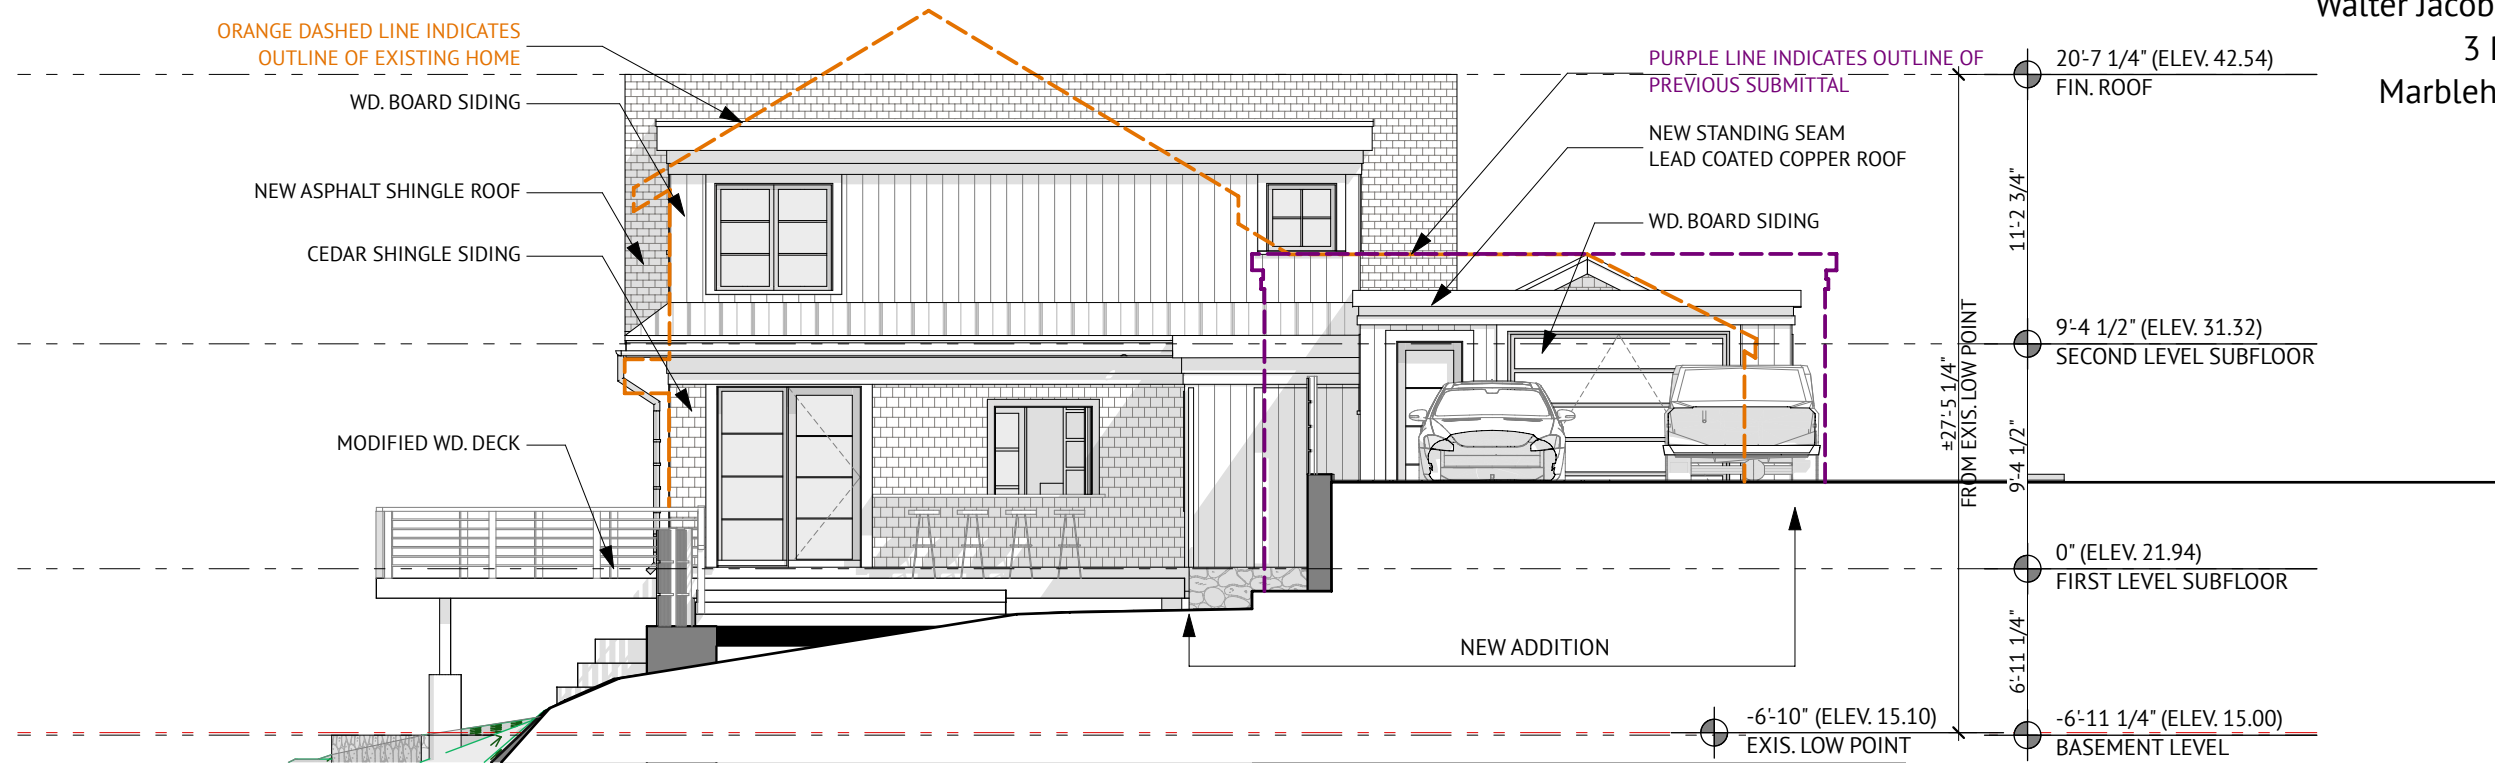 Walter Jacob
3
Marbleh
ORANGE DASHED LINE INDICATES
OUTLINE OF EXISTING HOME
WD. BOARD SIDING
NEW ASPHALT SHINGLE ROOF
CEDAR SHINGLE SIDING
MODIFIED WD. DECK
PURPLE LINE INDICATES OUTLINE OF
PREVIOUS SUBMITTAL
NEW STANDING SEAM
LEAD COATED COPPER ROOF
WD. BOARD SIDING
NEW ADDITION
20'-7 1/4" (ELEV. 42.54)
FIN. ROOF
11'-2 3/4"
9'-4 1/2" (ELEV. 31.32)
SECOND LEVEL SUBFLOOR
±27'-5 1/4"
FROM EXIS. LOW POINT
9'-4 1/2"
0" (ELEV. 21.94)
FIRST LEVEL SUBFLOOR
6'-11 1/4"
-6'-10" (ELEV. 15.10)
EXIS. LOW POINT
-6'-11 1/4" (ELEV. 15.00)
BASEMENT LEVEL